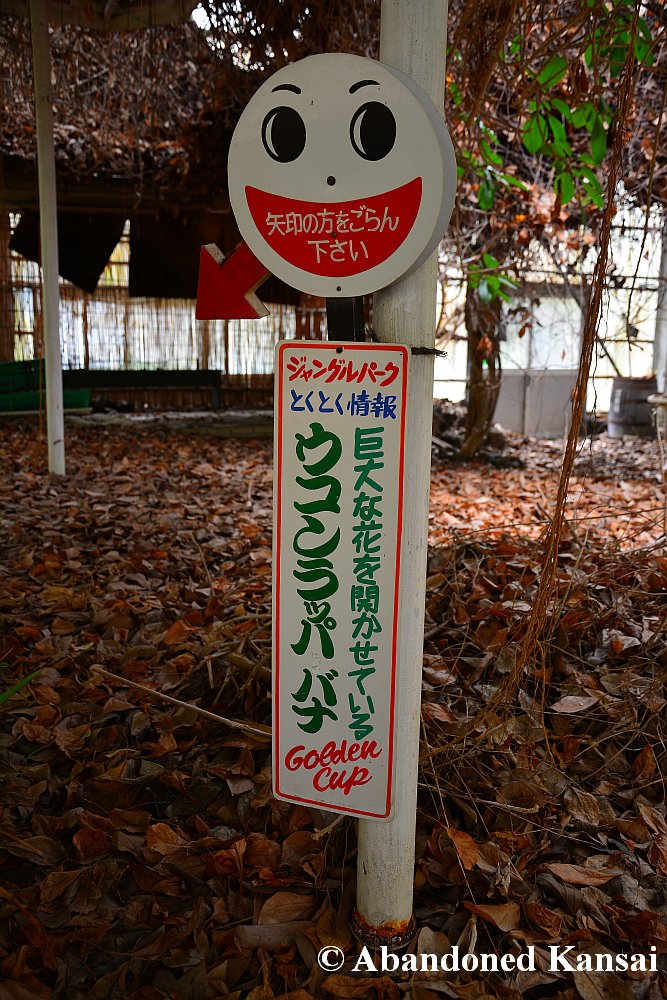 矢印の方をごらん
下さい
ジャングルパーク
とくとく情報
巨大な花を開かせている
ウコンラッパバナ
Golden
Cup
© Abandoned Kansai